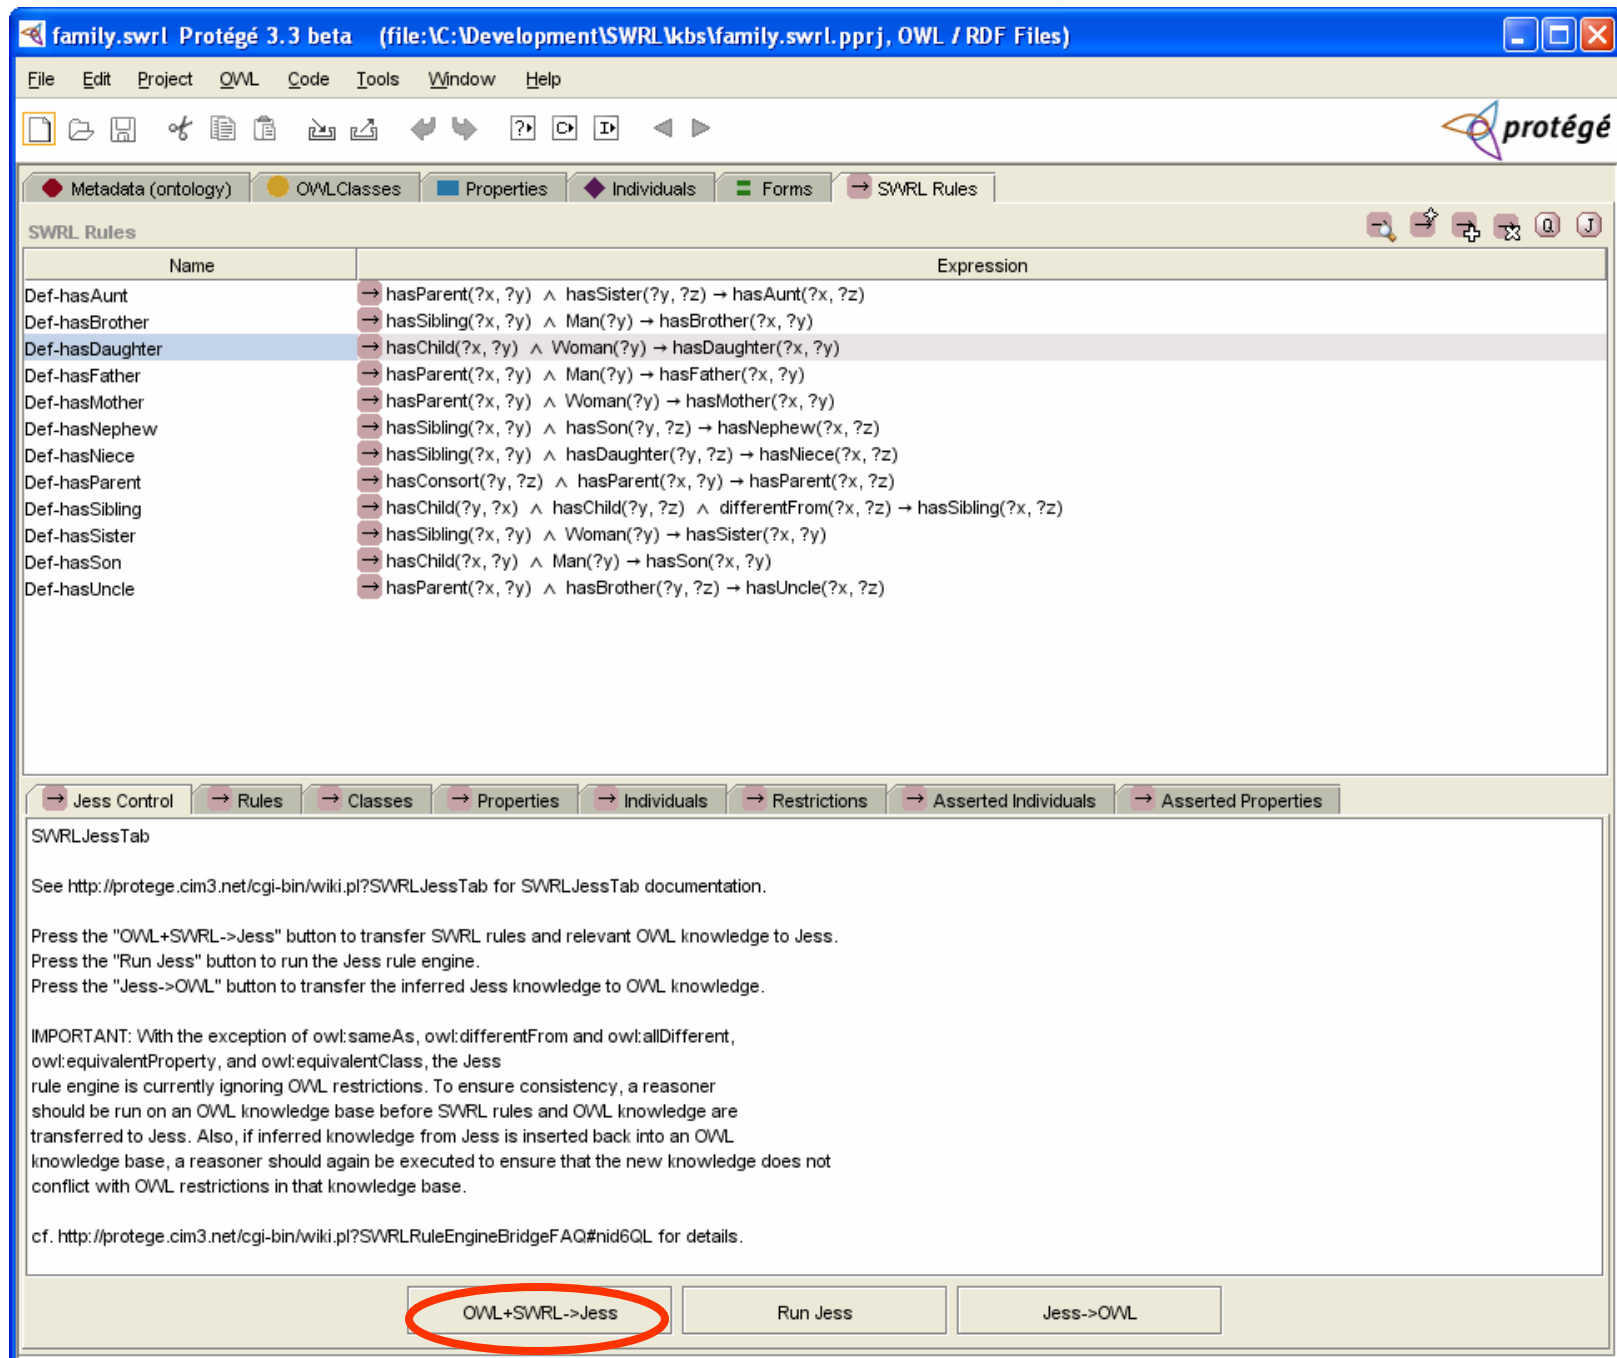 family.swrl Protégé 3.3 beta (file:\C:\Development\SWRL\kbs\family.swrl.pprj, OWL / RDF Files)
File Edit Project OWL Code Tools Window Help
protégé
Metadata (ontology) OWLClasses Properties Individuals Forms → SWRL Rules
SWRL Rules
Q J
Name Expression
Def-hasAunt → hasParent(?x, ?y) ∧ hasSister(?y, ?z) → hasAunt(?x, ?z)
Def-hasBrother → hasSibling(?x, ?y) ∧ Man(?y) → hasBrother(?x, ?y)
Def-hasDaughter → hasChild(?x, ?y) ∧ Woman(?y) → hasDaughter(?x, ?y)
Def-hasFather → hasParent(?x, ?y) ∧ Man(?y) → hasFather(?x, ?y)
Def-hasMother → hasParent(?x, ?y) ∧ Woman(?y) → hasMother(?x, ?y)
Def-hasNephew → hasSibling(?x, ?y) ∧ hasSon(?y, ?z) → hasNephew(?x, ?z)
Def-hasNiece → hasSibling(?x, ?y) ∧ hasDaughter(?y, ?z) → hasNiece(?x, ?z)
Def-hasParent → hasConsort(?y, ?z) ∧ hasParent(?x, ?y) → hasParent(?x, ?z)
Def-hasSibling → hasChild(?y, ?x) ∧ hasChild(?y, ?z) ∧ differentFrom(?x, ?z) → hasSibling(?x, ?z)
Def-hasSister → hasSibling(?x, ?y) ∧ Woman(?y) → hasSister(?x, ?y)
Def-hasSon → hasChild(?x, ?y) ∧ Man(?y) → hasSon(?x, ?y)
Def-hasUncle → hasParent(?x, ?y) ∧ hasBrother(?y, ?z) → hasUncle(?x, ?z)
→ Jess Control → Rules → Classes → Properties → Individuals → Restrictions → Asserted Individuals → Asserted Properties
SWRLJessTab
See http://protege.cim3.net/cgi-bin/wiki.pl?SWRLJessTab for SWRLJessTab documentation.
Press the "OWL+SWRL->Jess" button to transfer SWRL rules and relevant OWL knowledge to Jess.
Press the "Run Jess" button to run the Jess rule engine.
Press the "Jess->OWL" button to transfer the inferred Jess knowledge to OWL knowledge.
IMPORTANT: With the exception of owl:sameAs, owl:differentFrom and owl:allDifferent,
owl:equivalentProperty, and owl:equivalentClass, the Jess
rule engine is currently ignoring OWL restrictions. To ensure consistency, a reasoner
should be run on an OWL knowledge base before SWRL rules and OWL knowledge are
transferred to Jess. Also, if inferred knowledge from Jess is inserted back into an OWL
knowledge base, a reasoner should again be executed to ensure that the new knowledge does not
conflict with OWL restrictions in that knowledge base.
cf. http://protege.cim3.net/cgi-bin/wiki.pl?SWRLRuleEngineBridgeFAQ#nid6QL for details.
OWL+SWRL->Jess Run Jess Jess->OWL